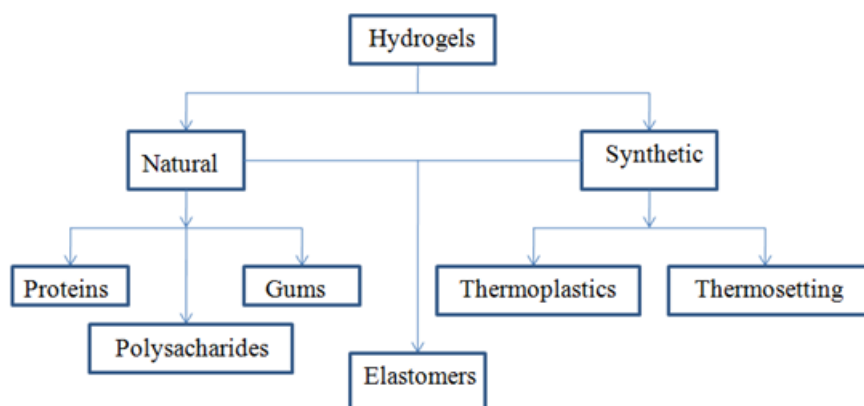 Hydrogels
Natural
Synthetic
Proteins
Gums
Thermoplastics
Thermosetting
Polysacharides
Elastomers